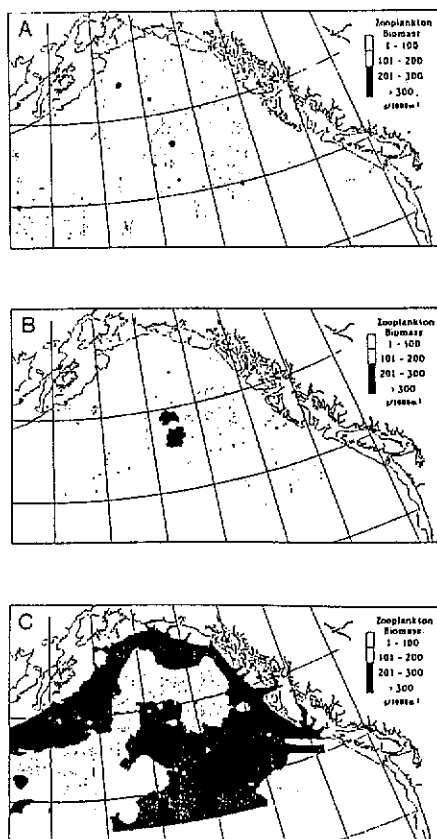 A
Zooplankton
Biomass
1 - 100
101 - 200
201 - 300
> 300
B
Zooplankton
Biomass
1 - 100
101 - 200
201 - 300
> 300
C
Zooplankton
Biomass
1 - 100
101 - 200
201 - 300
> 300